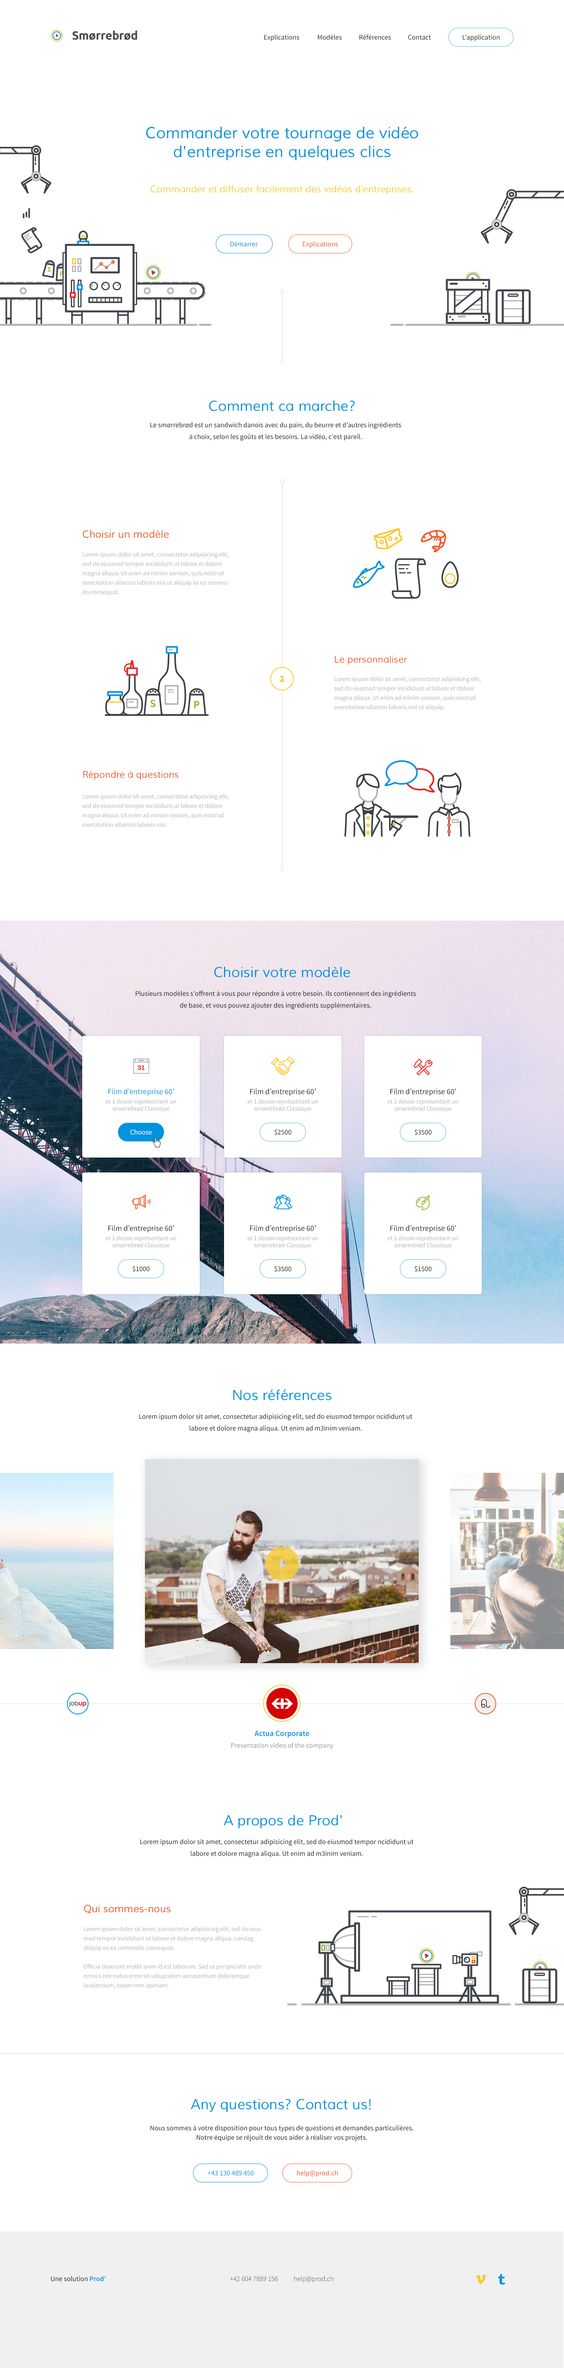 Smørrebrød
Explications
Modèles
Références
Contact
L'application
Commander votre tournage de vidéo
d'entreprise en quelques clics
Commander et diffuser facilement des vidéos d'entreprises.
Démarrer
Explications
Comment ca marche?
Le smørrebrød est un sandwich danois avec du pain, du beurre et d'autres ingrédients
à choix, selon les goûts et les besoins. La vidéo, c'est pareil.
Choisir un modèle
Lorem ipsum dolor sit amet, consectetur adipisicing elit,
sed do eiusmod tempor incididunt ut labore et dolore
magna aliqua. Ut enim ad minim veniam, quis nostrud
exercitation ullamco laboris nisi ut aliquip ex ea commo-
do consequat.
S
P
2
Le personnaliser
Lorem ipsum dolor sit amet, consectetur adipisicing elit,
sed do eiusmod tempor incididunt ut labore et dolore
magna aliqua. Ut enim ad minim veniam, quis nostrud
exercitation ullamco laboris nisi ut aliquip.
Répondre à questions
Lorem ipsum dolor sit amet, consectetur adipisicing elit,
sed do eiusmod tempor incididunt ut labore et dolore
magna aliqua. Ut enim ad minim veniam, quis nostrud
exercitation ullamco laboris nisi.
Choisir votre modèle
Plusieurs modèles s'offrent à vous pour répondre à votre besoin. Ils contiennent des ingrédients
de base, et vous pouvez ajouter des ingrédients supplémentaires.
31
Film d'entreprise 60'
et 1 dessin représentant un
smørrebrød Classique
Choose
Film d'entreprise 60'
et 1 dessin représentant un
smørrebrød Classique
$2500
Film d'entreprise 60'
et 1 dessin représentant un
smørrebrød Classique
$3500
Film d'entreprise 60'
et 1 dessin représentant un
smørrebrød Classique
$1000
Film d'entreprise 60'
et 1 dessin représentant un
smørrebrød Classique
$3500
Film d'entreprise 60'
et 1 dessin représentant un
smørrebrød Classique
$1500
Nos références
Lorem ipsum dolor sit amet, consectetur adipisicing elit, sed do eiusmod tempor ncididunt ut
labore et dolore magna aliqua. Ut enim ad m3inim veniam.
jobup
Actua Corporate
Presentation video of the company
A propos de Prod'
Lorem ipsum dolor sit amet, consectetur adipisicing elit, sed do eiusmod tempor ncididunt ut
labore et dolore magna aliqua. Ut enim ad m3inim veniam.
Qui sommes-nous
Lorem ipsum dolor sit amet, consectetur adipisicing elit, sed do eius-
mod tempor incididunt ut labore et dolore magna aliqua.
aliquip ex ea commodo consequat.
Officia deserunt mollit anim id est laborum. Sed ut perspiciatis unde
omnis iste natus error sit voluptatem accusantium doloremque
laudantium, totam rem aperiam.
Any questions? Contact us!
Nous sommes à votre disposition pour tous types de questions et demandes particulières.
Notre équipe se réjouit de vous aider à réaliser vos projets.
+43 130 489 450
help@prod.ch
Une solution Prod'
+42 604 7889 156
help@prod.ch